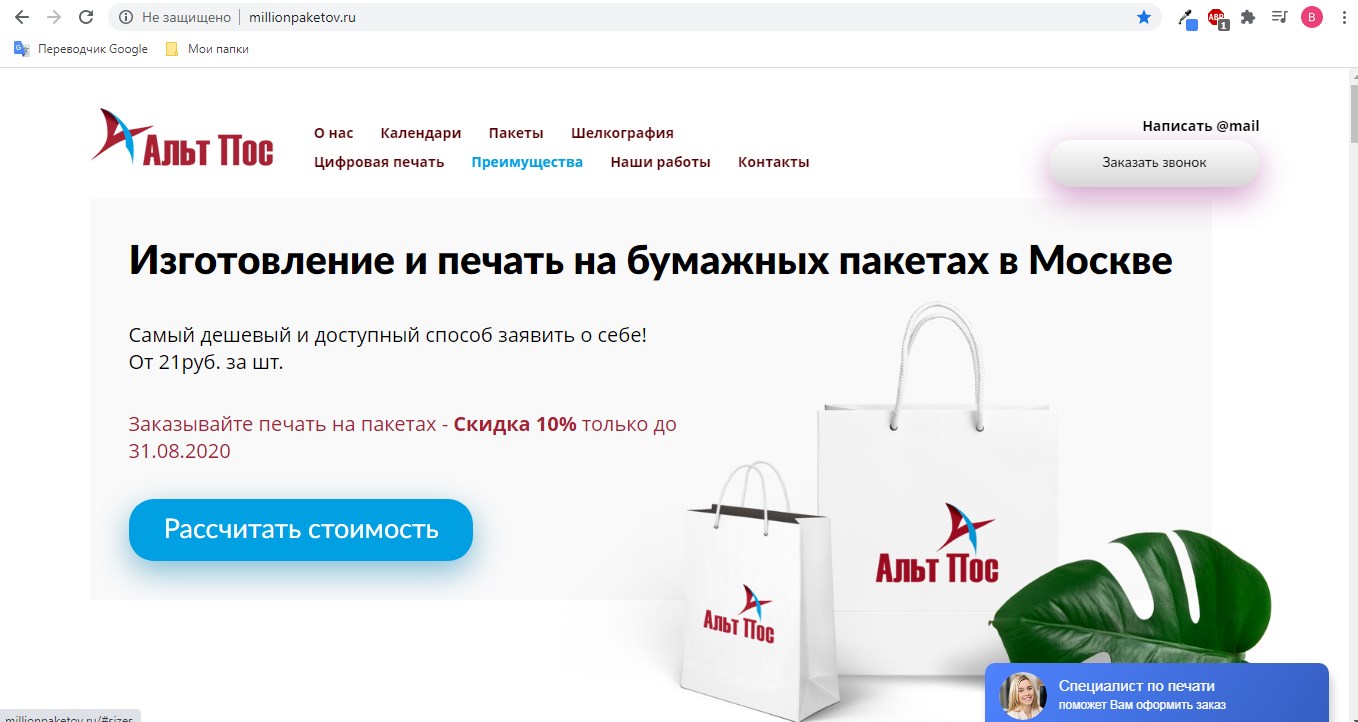 Не защищено
millionpaketov.ru
ABP
1
B
Переводчик Google
Мои папки
Альт Пос
О нас Календари Пакеты Шелкография
Цифровая печать Преимущества Наши работы Контакты
Написать @mail
Заказать звонок
Изготовление и печать на бумажных пакетах в Москве
Самый дешевый и доступный способ заявить о себе!
От 21руб. за шт.
Заказывайте печать на пакетах - Скидка 10% только до
31.08.2020
Рассчитать стоимость
Альт Пос
Альт Пос
Специалист по печати
поможет Вам оформить заказ
millionpaketov.ru/#sizes